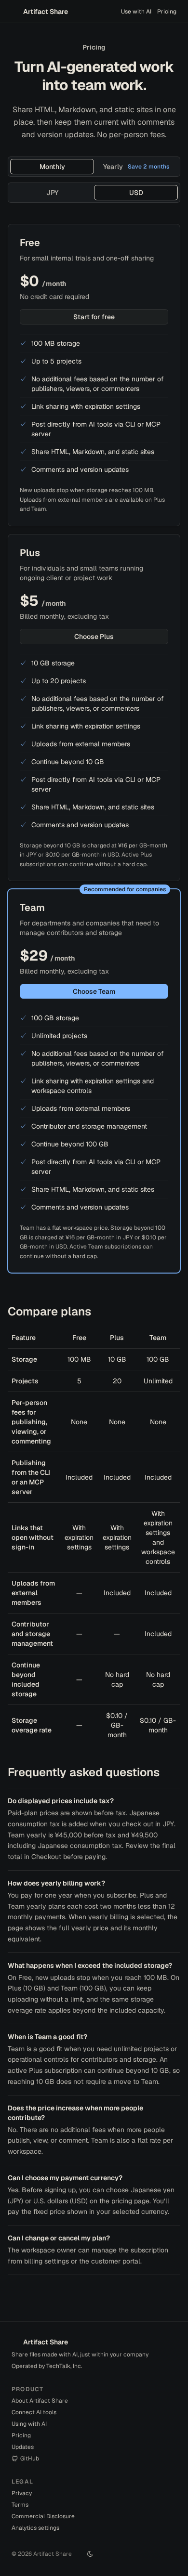 Artifact Share
Use with AI
Pricing
Pricing
Turn AI-generated work
into team work.
Share HTML, Markdown, and static sites in one
place, then keep them current with comments
and version updates. No per-person fees.
Monthly
Yearly Save 2 months
JPY
USD
Free
For small internal trials and one-off sharing
$0 /month
No credit card required
Start for free
✓ 100 MB storage
✓ Up to 5 projects
✓ No additional fees based on the number of
publishers, viewers, or commenters
✓ Link sharing with expiration settings
✓ Post directly from AI tools via CLI or MCP
server
✓ Share HTML, Markdown, and static sites
✓ Comments and version updates
New uploads stop when storage reaches 100 MB.
Uploads from external members are available on Plus
and Team.
Plus
For individuals and small teams running
ongoing client or project work
$5 /month
Billed monthly, excluding tax
Choose Plus
✓ 10 GB storage
✓ Up to 20 projects
✓ No additional fees based on the number of
publishers, viewers, or commenters
✓ Link sharing with expiration settings
✓ Uploads from external members
✓ Continue beyond 10 GB
✓ Post directly from AI tools via CLI or MCP
server
✓ Share HTML, Markdown, and static sites
✓ Comments and version updates
Storage beyond 10 GB is charged at ¥16 per GB-month
in JPY or $0.10 per GB-month in USD. Active Plus
subscriptions can continue without a hard cap.
Recommended for companies
Team
For departments and companies that need to
manage contributors and storage
$29 /month
Billed monthly, excluding tax
Choose Team
✓ 100 GB storage
✓ Unlimited projects
✓ No additional fees based on the number of
publishers, viewers, or commenters
✓ Link sharing with expiration settings and
workspace controls
✓ Uploads from external members
✓ Contributor and storage management
✓ Continue beyond 100 GB
✓ Post directly from AI tools via CLI or MCP
server
✓ Share HTML, Markdown, and static sites
✓ Comments and version updates
Team has a flat workspace price. Storage beyond 100
GB is charged at ¥16 per GB-month in JPY or $0.10 per
GB-month in USD. Active Team subscriptions can
continue without a hard cap.
Compare plans
Feature Free Plus Team
Storage 100 MB 10 GB 100 GB
Projects 5 20 Unlimited
Per-person
fees for
publishing,
viewing, or
commenting
None None None
Publishing
from the CLI
or an MCP
server
Included Included Included
Links that
open without
sign-in
With
expiration
settings
With
expiration
settings
With
expiration
settings
and
workspace
controls
Uploads from
external
members
— Included Included
Contributor
and storage
management
— — Included
Continue
beyond
included
storage
—
No hard
cap
No hard
cap
Storage
overage rate
—
$0.10 /
GB-
month
$0.10 / GB-
month
Frequently asked questions
Do displayed prices include tax?
Paid-plan prices are shown before tax. Japanese
consumption tax is added when you check out in JPY.
Team yearly is ¥45,000 before tax and ¥49,500
including Japanese consumption tax. Review the final
total in Checkout before paying.
How does yearly billing work?
You pay for one year when you subscribe. Plus and
Team yearly plans each cost two months less than 12
monthly payments. When yearly billing is selected, the
page shows the full yearly price and its monthly
equivalent.
What happens when I exceed the included storage?
On Free, new uploads stop when you reach 100 MB. On
Plus (10 GB) and Team (100 GB), you can keep
uploading without a limit, and the same storage
overage rate applies beyond the included capacity.
When is Team a good fit?
Team is a good fit when you need unlimited projects or
operational controls for contributors and storage. An
active Plus subscription can continue beyond 10 GB, so
reaching 10 GB does not require a move to Team.
Does the price increase when more people
contribute?
No. There are no additional fees when more people
publish, view, or comment. Team is also a flat rate per
workspace.
Can I choose my payment currency?
Yes. Before signing up, you can choose Japanese yen
(JPY) or U.S. dollars (USD) on the pricing page. You'll
pay the fixed price shown in your selected currency.
Can I change or cancel my plan?
The workspace owner can manage the subscription
from billing settings or the customer portal.
Artifact Share
Share files made with AI, just within your company
Operated by TechTalk, Inc.
PRODUCT
About Artifact Share
Connect AI tools
Using with AI
Pricing
Updates
GitHub
LEGAL
Privacy
Terms
Commercial Disclosure
Analytics settings
© 2026 Artifact Share